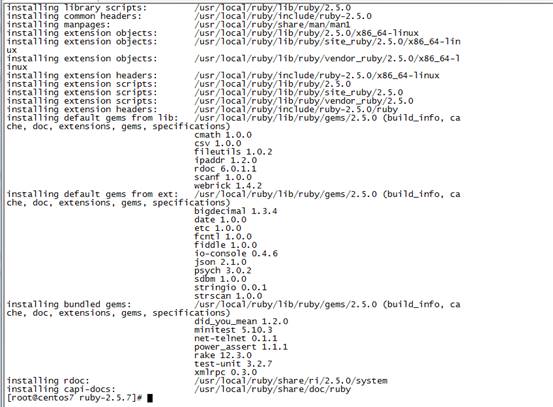 installing library scripts: /usr/local/ruby/lib/ruby/2.5.0
installing common headers: /usr/local/ruby/include/ruby-2.5.0
installing manpages: /usr/local/ruby/share/man/man1
installing extension objects: /usr/local/ruby/lib/ruby/2.5.0/x86_64-linux
installing extension objects: /usr/local/ruby/lib/ruby/site_ruby/2.5.0/x86_64-lin
ux
installing extension objects: /usr/local/ruby/lib/ruby/vendor_ruby/2.5.0/x86_64-l
inux
installing extension headers: /usr/local/ruby/include/ruby-2.5.0/x86_64-linux
installing extension scripts: /usr/local/ruby/lib/ruby/2.5.0
installing extension scripts: /usr/local/ruby/lib/ruby/site_ruby/2.5.0
installing extension scripts: /usr/local/ruby/lib/ruby/vendor_ruby/2.5.0
installing extension headers: /usr/local/ruby/include/ruby-2.5.0/ruby
installing default gems from lib: /usr/local/ruby/lib/ruby/gems/2.5.0 (build_info, ca
che, doc, extensions, gems, specifications)
cmath 1.0.0
csv 1.0.0
fileutils 1.0.2
ipaddr 1.2.0
rdoc 6.0.1.1
scanf 1.0.0
webrick 1.4.2
installing default gems from ext: /usr/local/ruby/lib/ruby/gems/2.5.0 (build_info, ca
che, doc, extensions, gems, specifications)
bigdecimal 1.3.4
date 1.0.0
etc 1.0.0
fcntl 1.0.0
fiddle 1.0.0
io-console 0.4.6
json 2.1.0
psych 3.0.2
sdbm 1.0.0
stringio 0.0.1
strscan 1.0.0
installing bundled gems: /usr/local/ruby/lib/ruby/gems/2.5.0 (build_info, ca
che, doc, extensions, gems, specifications)
did_you_mean 1.2.0
minitest 5.10.3
net-telnet 0.1.1
power_assert 1.1.1
rake 12.3.0
test-unit 3.2.7
xmlrpc 0.3.0
installing rdoc: /usr/local/ruby/share/ri/2.5.0/system
installing capi-docs: /usr/local/ruby/share/doc/ruby
[root@centos7 ruby-2.5.7]#